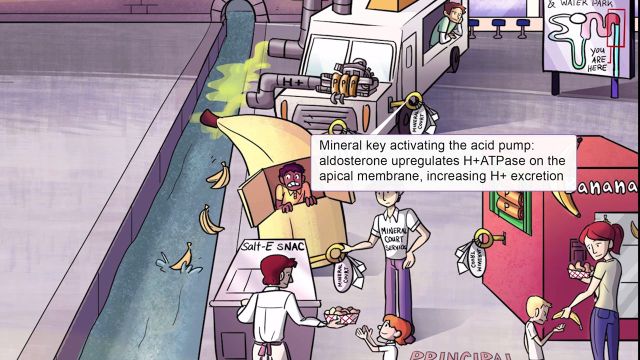 & WATER PARK
YOU
ARE
HERE
H+
MINERAL
COURT
Mineral key activating the acid pump:
aldosterone upregulates H+ATPase on the
apical membrane, increasing H+ excretion
Banana
Salt-E SNAC
MINERAL
COURT
SERVICE
MINERAL
COURT
PRINCIPAL